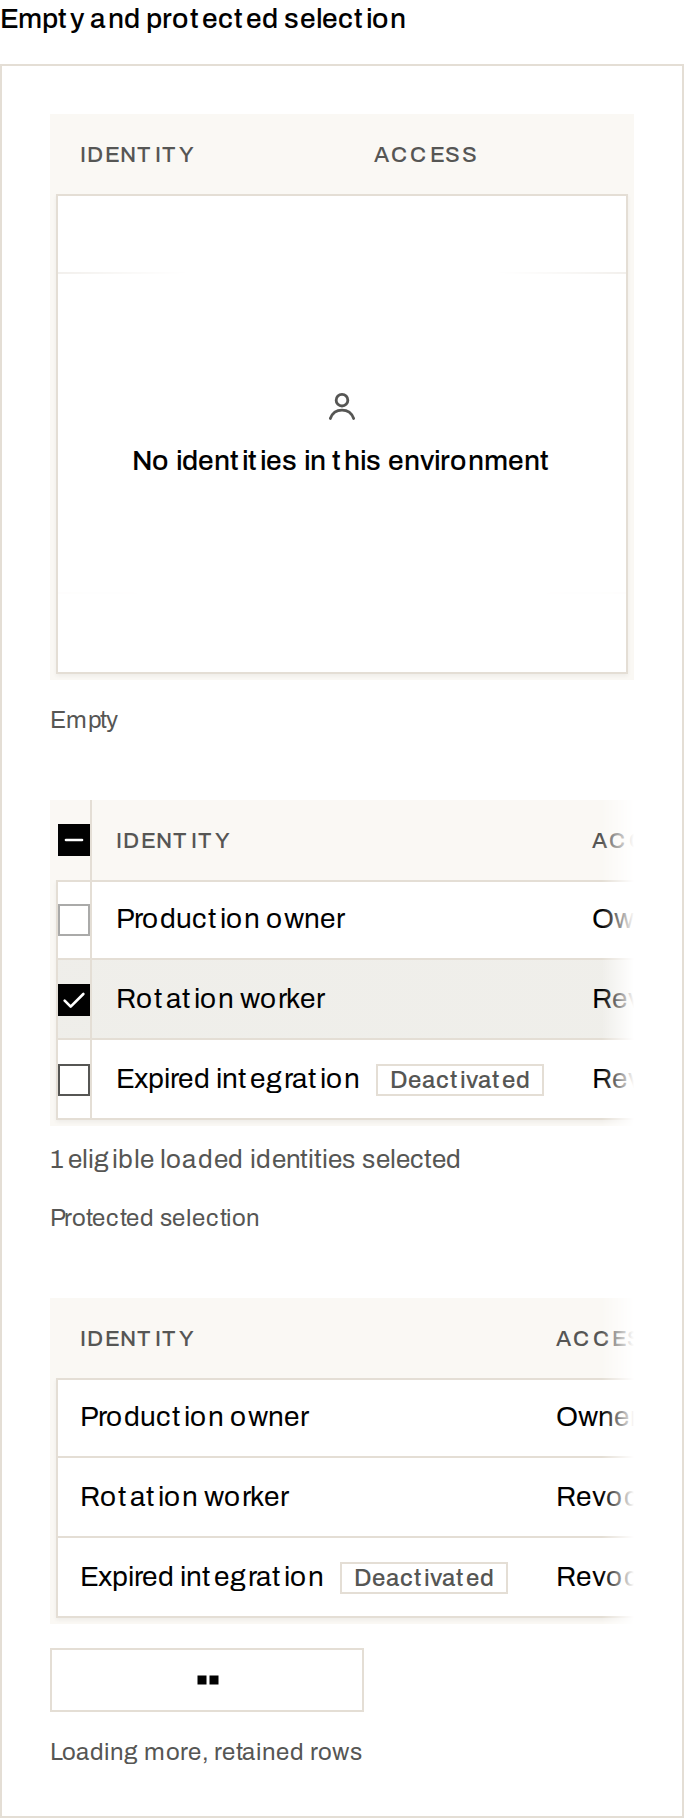 Empty and protected selection
IDENTITY ACCESS
No identities in this environment
Empty
IDENTITY
Production owner
Rotation worker
Expired integration Deactivated
1 eligible loaded identities selected
Protected selection
IDENTITY
Production owner
Rotation worker
Expired integration Deactivated
Loading more, retained rows